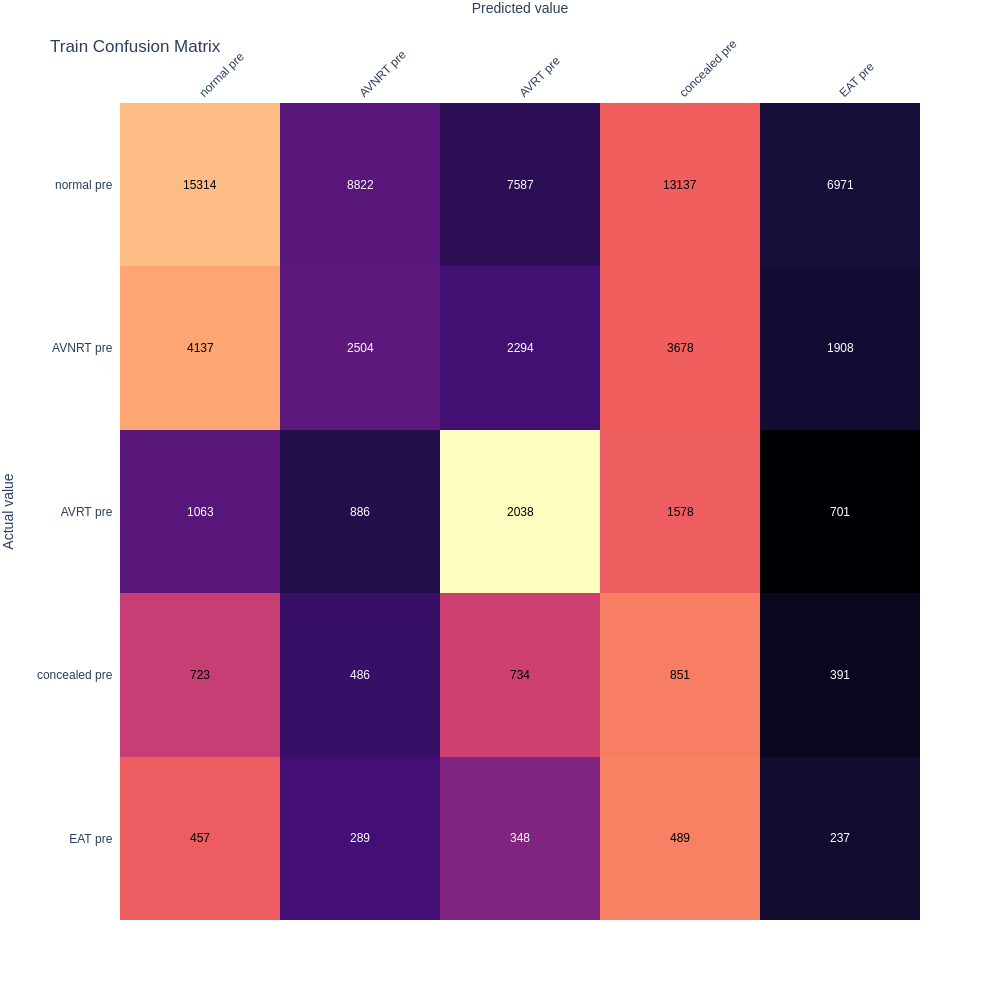 Predicted value
Train Confusion Matrix
normal pre AVNRT pre AVRT pre concealed pre EAT pre
normal pre 15314 8822 7587 13137 6971
AVNRT pre 4137 2504 2294 3678 1908
AVRT pre 1063 886 2038 1578 701
concealed pre 723 486 734 851 391
EAT pre 457 289 348 489 237
Actual value